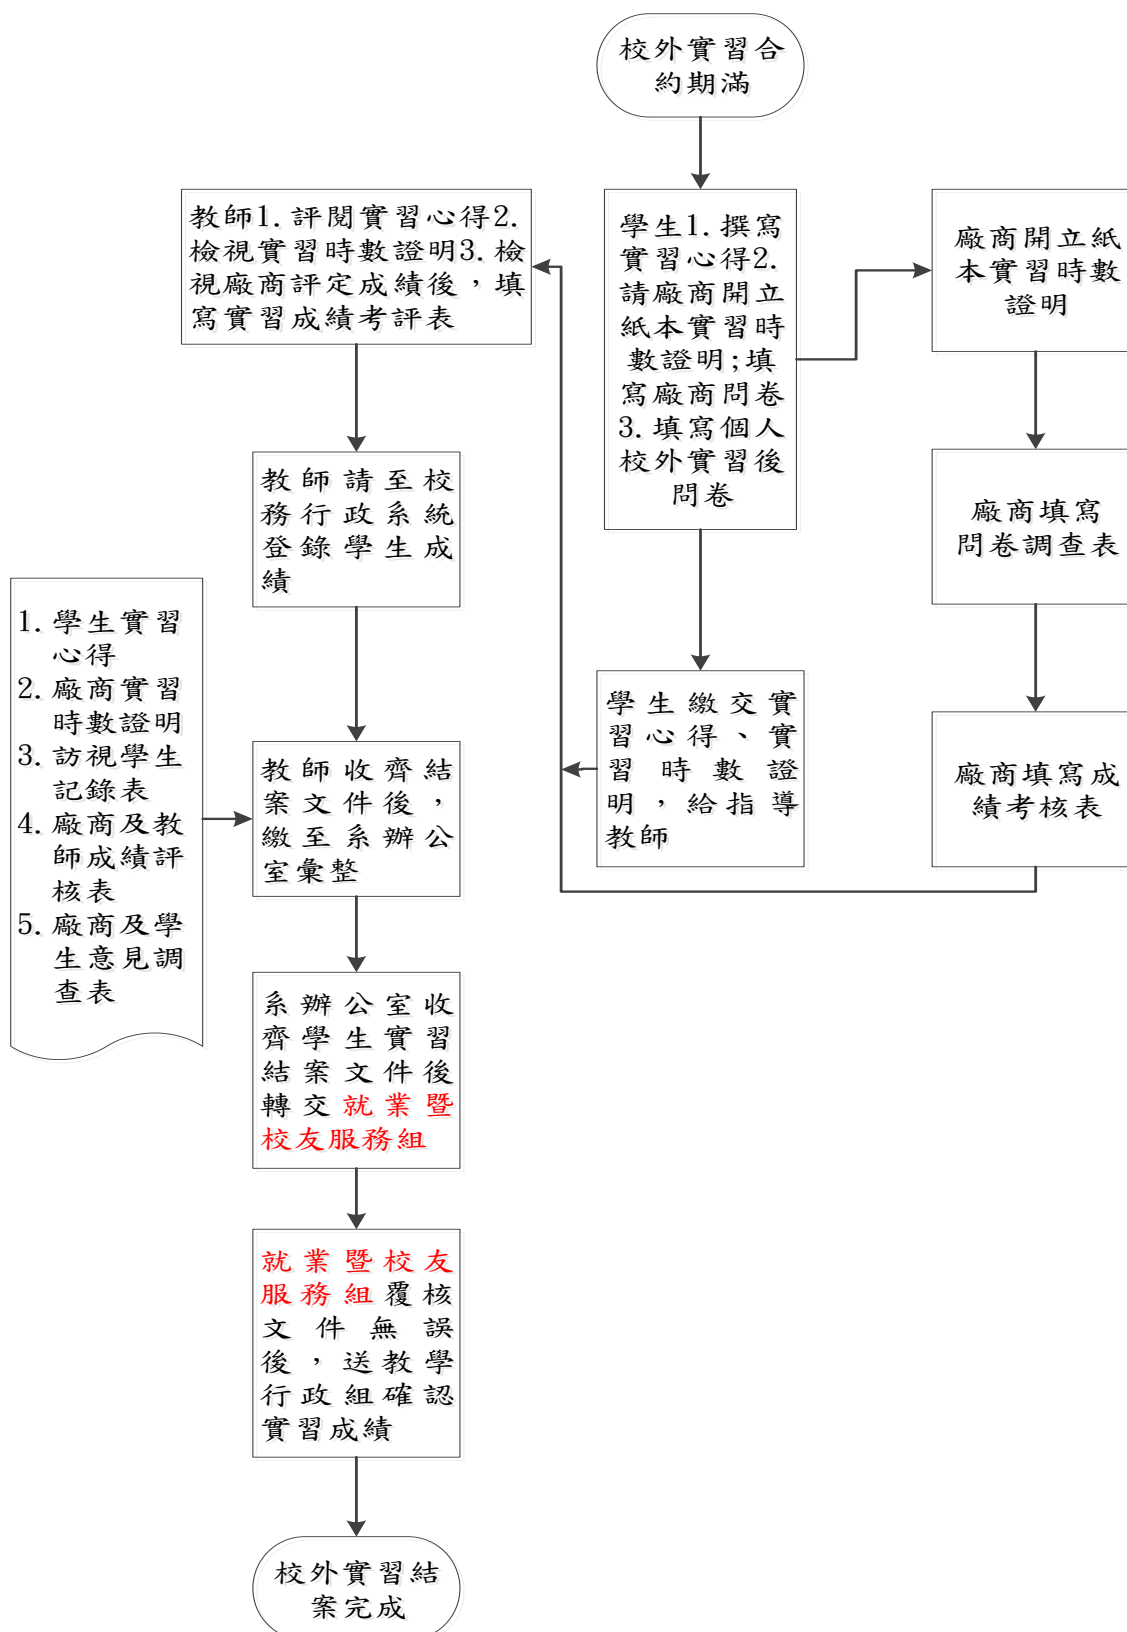 校外實習合
約期滿
教師1. 評閱實習心得2.
檢視實習時數證明3. 檢
視廠商評定成績後，填
寫實習成績考評表
學生1. 撰寫
實習心得2.
請廠商開立
紙本實習時
數證明;填
寫廠商問卷
3. 填寫個人
校外實習後
問卷
廠商開立紙
本實習時數
證明
教師請至校
務行政系統
登錄學生成
績
廠商填寫
問卷調查表
1. 學生實習
心得
2. 廠商實習
時數證明
3. 訪視學生
記錄表
4. 廠商及教
師成績評
核表
5. 廠商及學
生意見調
查表
學生繳交實
習心得、實
習時數證
明，給指導
教師
廠商填寫成
績考核表
教師收齊結
案文件後，
繳至系辦公
室彙整
系辦公室收
齊學生實習
結案文件後
轉交就業暨
校友服務組
就業暨校友
服務組覆核
文件無誤
後，送教學
行政組確認
實習成績
校外實習結
案完成